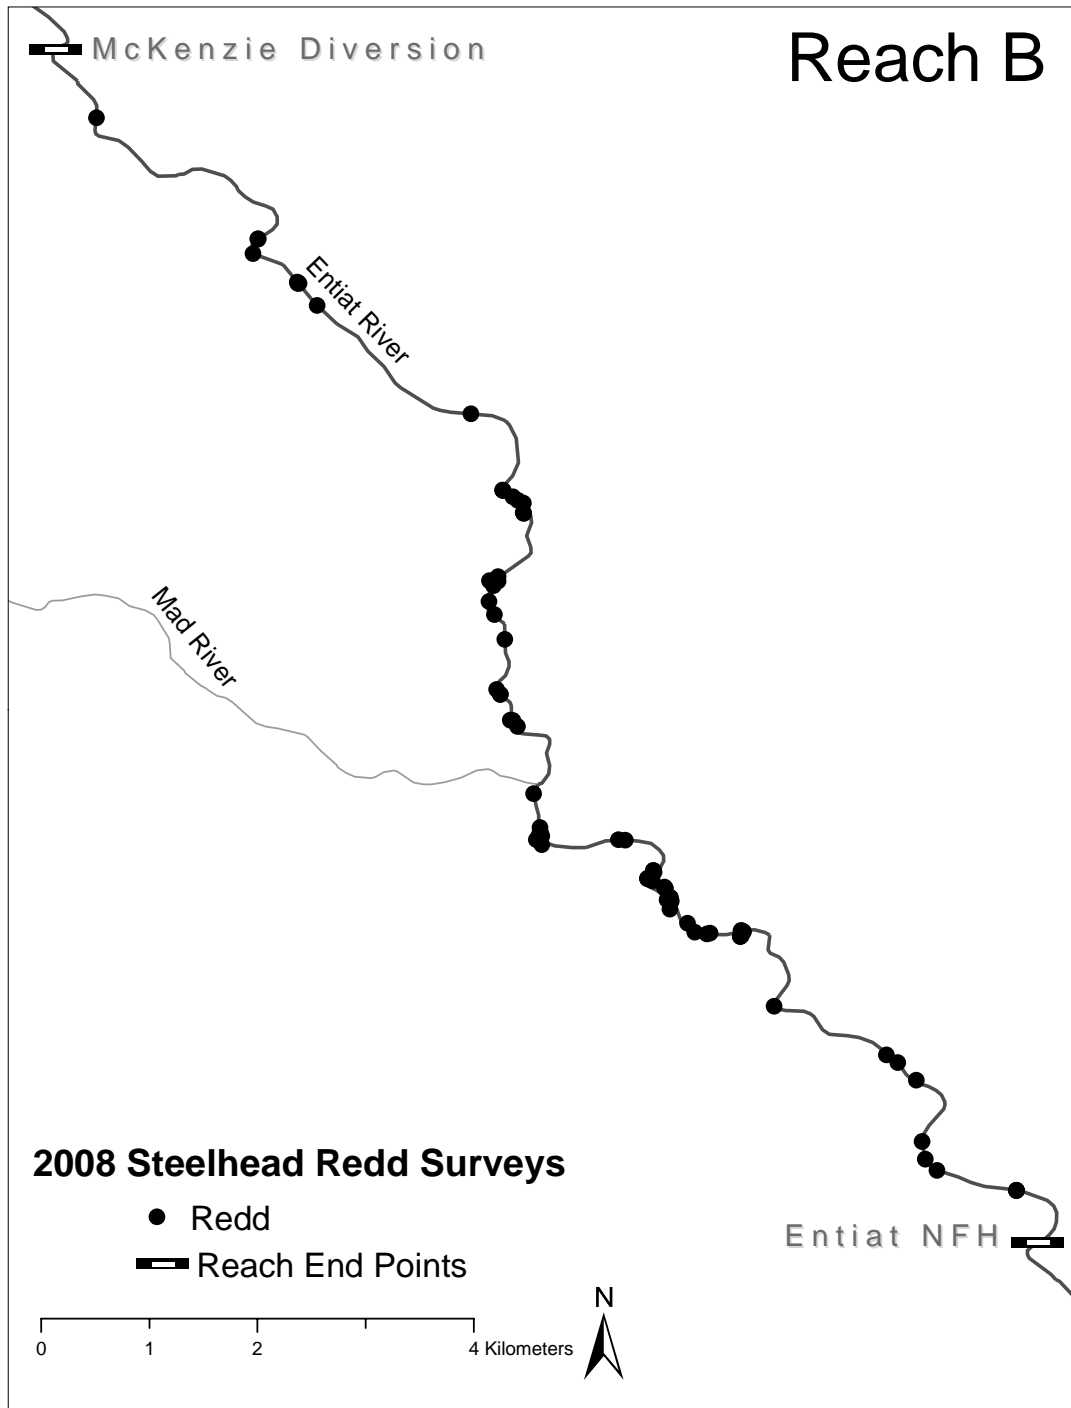 McKenzie Diversion
Reach B
Entiat River
Mad River
2008 Steelhead Redd Surveys
Redd
Entiat NFH
Reach End Points
N
0 1 2 4 Kilometers